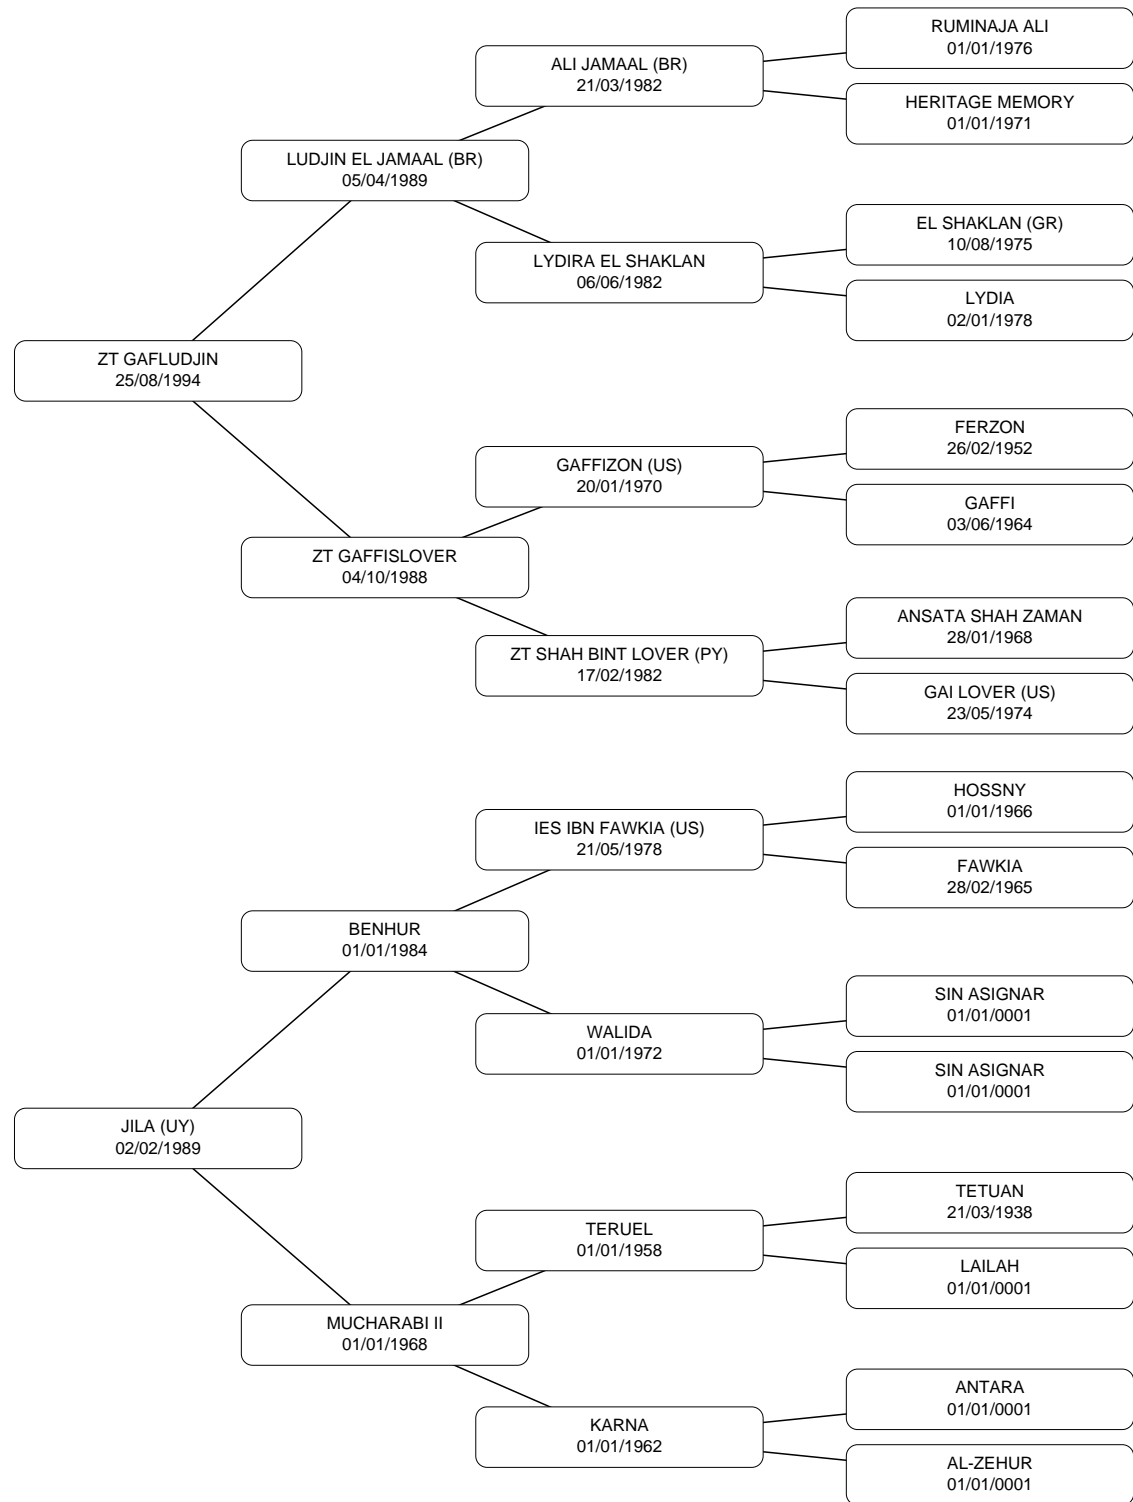 RUMINAJA ALI
01/01/1976
ALI JAMAAL (BR)
21/03/1982
HERITAGE MEMORY
01/01/1971
LUDJIN EL JAMAAL (BR)
05/04/1989
EL SHAKLAN (GR)
10/08/1975
LYDIRA EL SHAKLAN
06/06/1982
LYDIA
02/01/1978
ZT GAFLUDJIN
25/08/1994
FERZON
26/02/1952
GAFFIZON (US)
20/01/1970
GAFFI
03/06/1964
ZT GAFFISLOVER
04/10/1988
ANSATA SHAH ZAMAN
28/01/1968
ZT SHAH BINT LOVER (PY)
17/02/1982
GAI LOVER (US)
23/05/1974
HOSSNY
01/01/1966
IES IBN FAWKIA (US)
21/05/1978
FAWKIA
28/02/1965
BENHUR
01/01/1984
SIN ASIGNAR
01/01/0001
WALIDA
01/01/1972
SIN ASIGNAR
01/01/0001
JILA (UY)
02/02/1989
TETUAN
21/03/1938
TERUEL
01/01/1958
LAILAH
01/01/0001
MUCHARABI II
01/01/1968
ANTARA
01/01/0001
KARNA
01/01/1962
AL-ZEHUR
01/01/0001